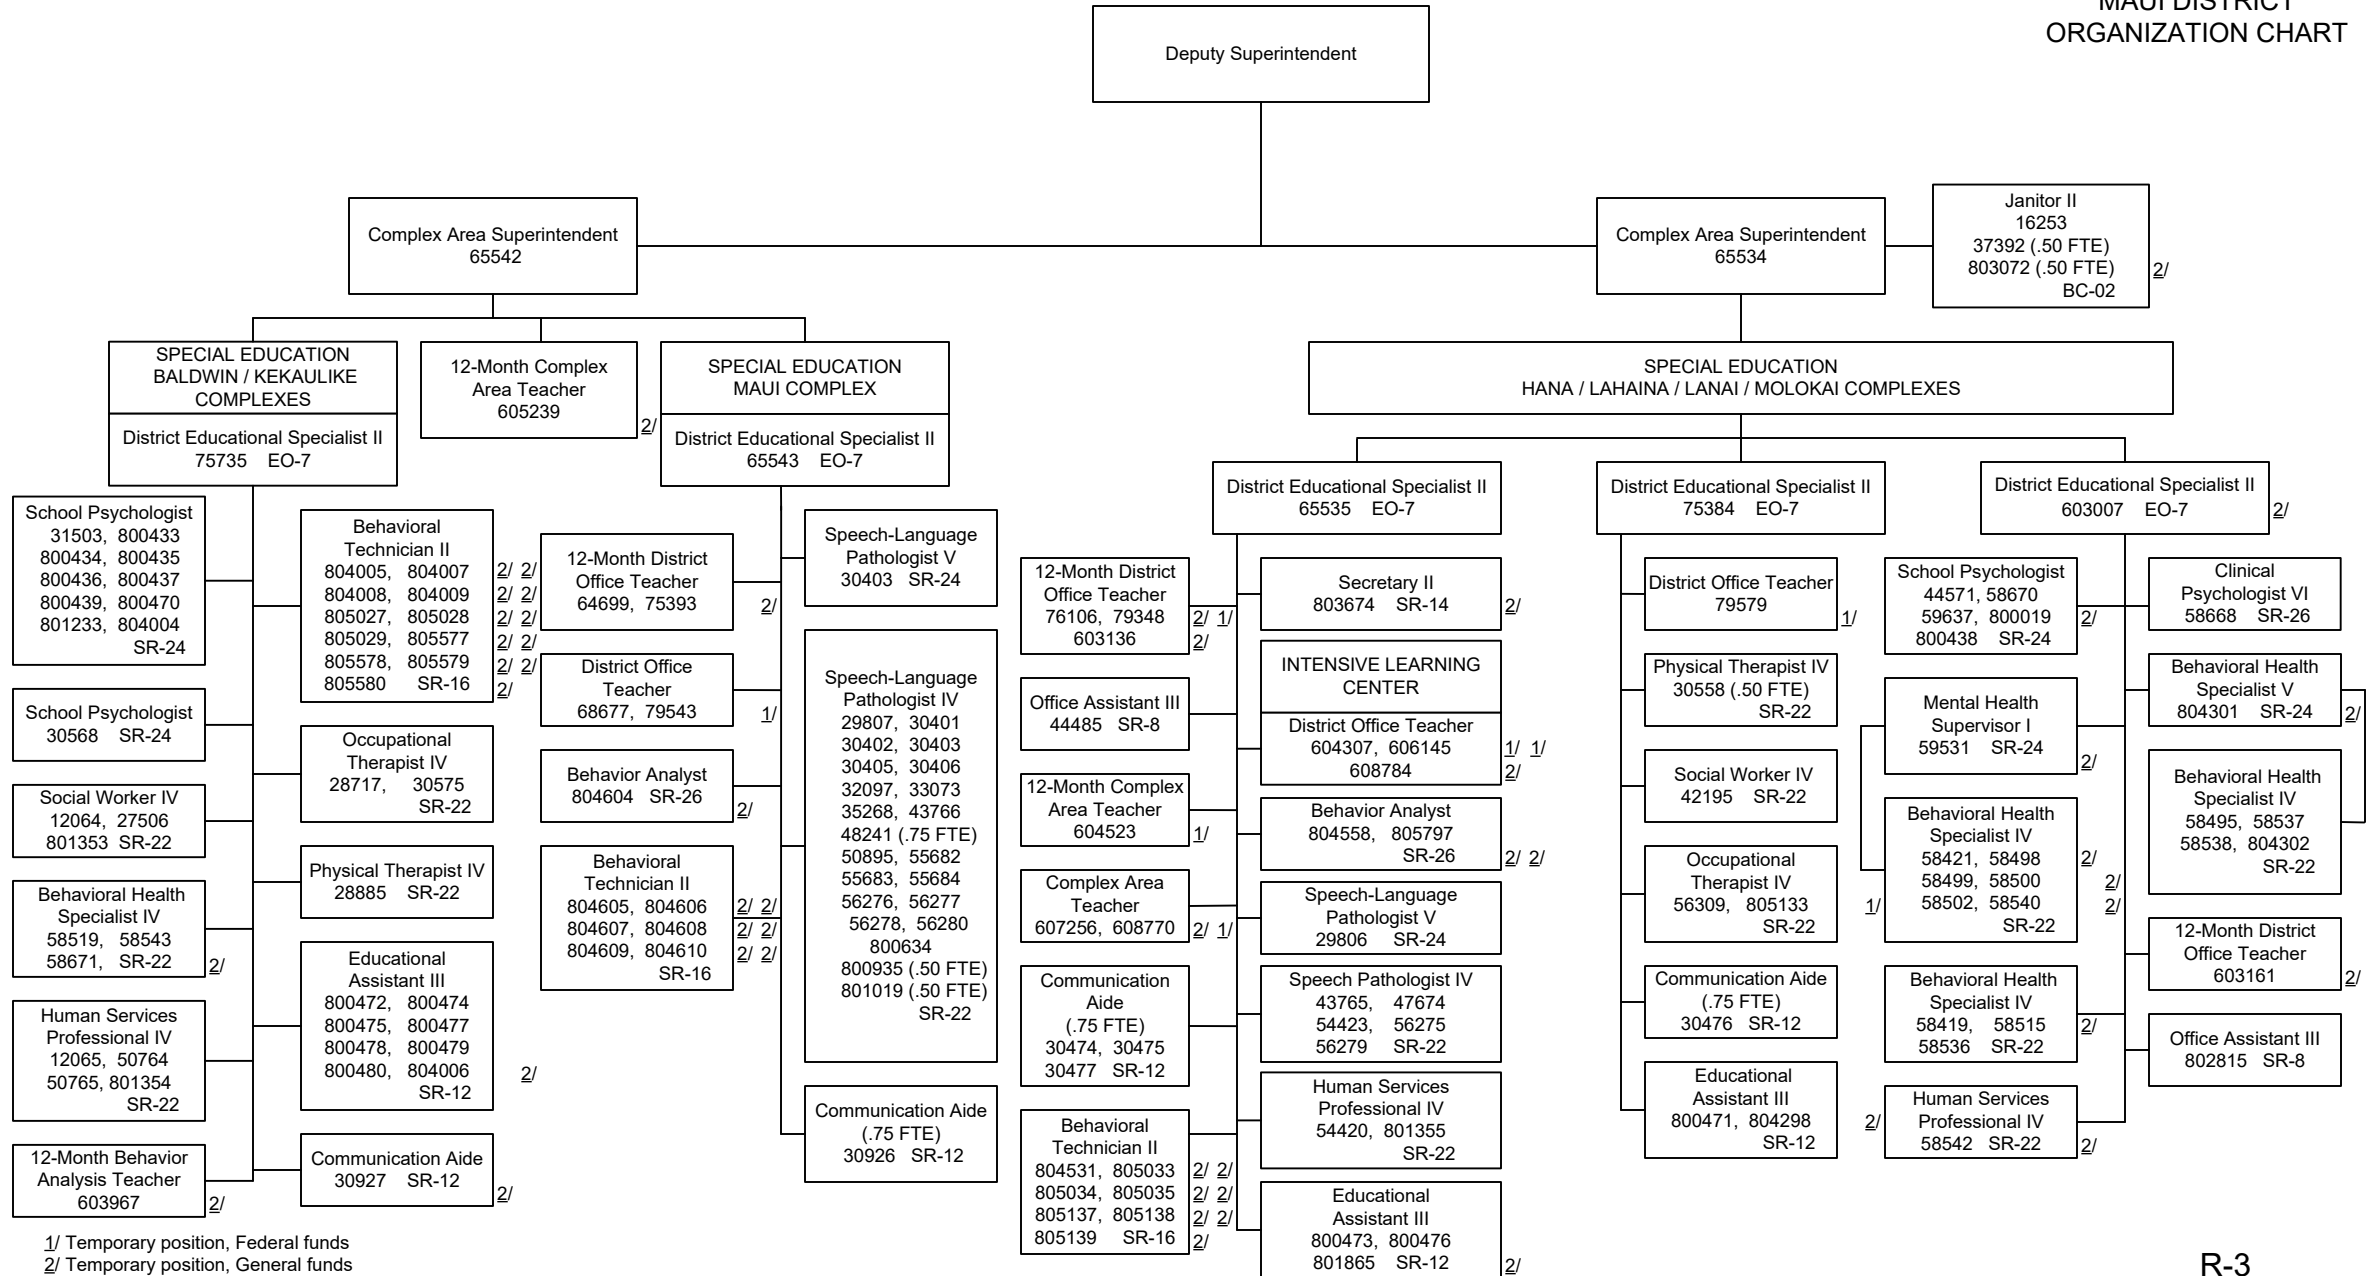 MAUI DISTRICT
ORGANIZATION CHART
Deputy Superintendent
Complex Area Superintendent
65542
Complex Area Superintendent
65534
Janitor II
16253
37392 (.50 FTE)
803072 (.50 FTE) 2/
BC-02
SPECIAL EDUCATION
BALDWIN / KEKAULIKE
COMPLEXES
District Educational Specialist II
75735 EO-7
12-Month Complex
Area Teacher
605239
2/
SPECIAL EDUCATION
MAUI COMPLEX
District Educational Specialist II
65543 EO-7
SPECIAL EDUCATION
HANA / LAHAINA / LANAI / MOLOKAI COMPLEXES
District Educational Specialist II
65535 EO-7
District Educational Specialist II
75384 EO-7
District Educational Specialist II
603007 EO-7 2/
School Psychologist
31503, 800433
800434, 800435
800436, 800437
800439, 800470
801233, 804004
SR-24
School Psychologist
30568 SR-24
Social Worker IV
12064, 27506
801353 SR-22
Behavioral Health
Specialist IV
58519, 58543
58671, SR-22 2/
Human Services
Professional IV
12065, 50764
50765, 801354
SR-22
12-Month Behavior
Analysis Teacher
603967 2/
Behavioral
Technician II
804005, 804007 2/ 2/
804008, 804009 2/ 2/
805027, 805028 2/ 2/
805029, 805577 2/ 2/
805578, 805579 2/ 2/
805580 SR-16 2/
Occupational
Therapist IV
28717, 30575
SR-22
Physical Therapist IV
28885 SR-22
Educational
Assistant III
800472, 800474
800475, 800477
800478, 800479
800480, 804006 2/
SR-12
Communication Aide
30927 SR-12
2/
12-Month District
Office Teacher
64699, 75393 2/
District Office
Teacher
68677, 79543 1/
Behavior Analyst
804604 SR-26
2/
Behavioral
Technician II
804605, 804606 2/ 2/
804607, 804608 2/ 2/
804609, 804610 2/ 2/
SR-16
Speech-Language
Pathologist V
30403 SR-24
Speech-Language
Pathologist IV
29807, 30401
30402, 30403
30405, 30406
32097, 33073
35268, 43766
48241 (.75 FTE)
50895, 55682
55683, 55684
56276, 56277
56278, 56280
800634
800935 (.50 FTE)
801019 (.50 FTE)
SR-22
Communication Aide
(.75 FTE)
30926 SR-12
12-Month District
Office Teacher
76106, 79348 2/ 1/
603136 2/
Office Assistant III
44485 SR-8
12-Month Complex
Area Teacher
604523 1/
Complex Area
Teacher
607256, 608770 2/ 1/
Communication
Aide
(.75 FTE)
30474, 30475
30477 SR-12
Behavioral
Technician II
804531, 805033 2/ 2/
805034, 805035 2/ 2/
805137, 805138 2/ 2/
805139 SR-16 2/
Secretary II
803674 SR-14 2/
INTENSIVE LEARNING
CENTER
District Office Teacher
604307, 606145 1/ 1/
608784 2/
Behavior Analyst
804558, 805797
SR-26 2/ 2/
Speech-Language
Pathologist V
29806 SR-24
Speech Pathologist IV
43765, 47674
54423, 56275
56279 SR-22
Human Services
Professional IV
54420, 801355
SR-22
Educational
Assistant III
800473, 800476
801865 SR-12 2/
District Office Teacher
79579
1/
Physical Therapist IV
30558 (.50 FTE)
SR-22
Social Worker IV
42195 SR-22
Occupational
Therapist IV
56309, 805133
SR-22
Communication Aide
(.75 FTE)
30476 SR-12
Educational
Assistant III
800471, 804298 2/
SR-12
School Psychologist
44571, 58670
59637, 800019 2/
800438 SR-24
Mental Health
Supervisor I
59531 SR-24
2/
Behavioral Health
Specialist IV
58421, 58498 2/
58499, 58500
1/ 58502, 58540
SR-22
Behavioral Health
Specialist IV
58419, 58515 2/
58536 SR-22
Human Services
Professional IV
58542 SR-22 2/
Clinical
Psychologist VI
58668 SR-26
Behavioral Health
Specialist V
804301 SR-24 2/
Behavioral Health
Specialist IV
58495, 58537
58538, 804302
SR-22
2/
2/
12-Month District
Office Teacher
603161 2/
Office Assistant III
802815 SR-8
1/ Temporary position, Federal funds
2/ Temporary position, General funds
R-3